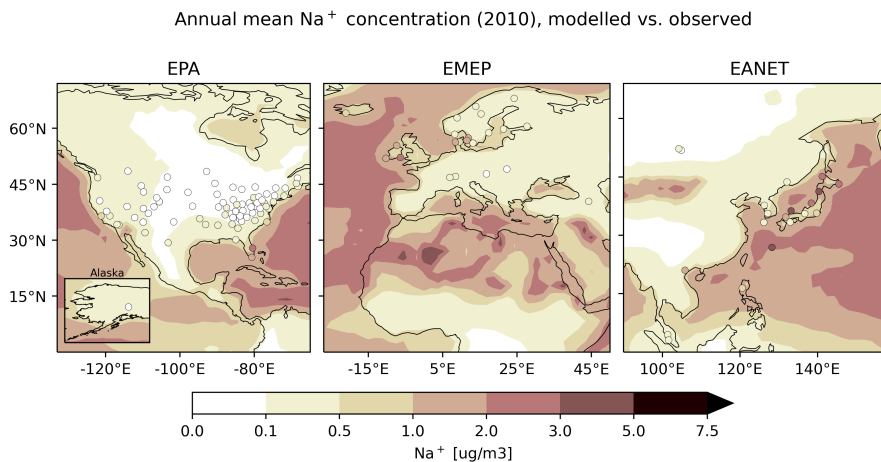 Annual mean Na⁺ concentration (2010), modelled vs. observed
EPA
EMEP
EANET
60°N
45°N
30°N
15°N
Alaska
-120°E -100°E -80°E
-15°E 5°E 25°E 45°E
100°E 120°E 140°E
0.0 0.1 0.5 1.0 2.0 3.0 5.0 7.5
Na⁺ [ug/m3]